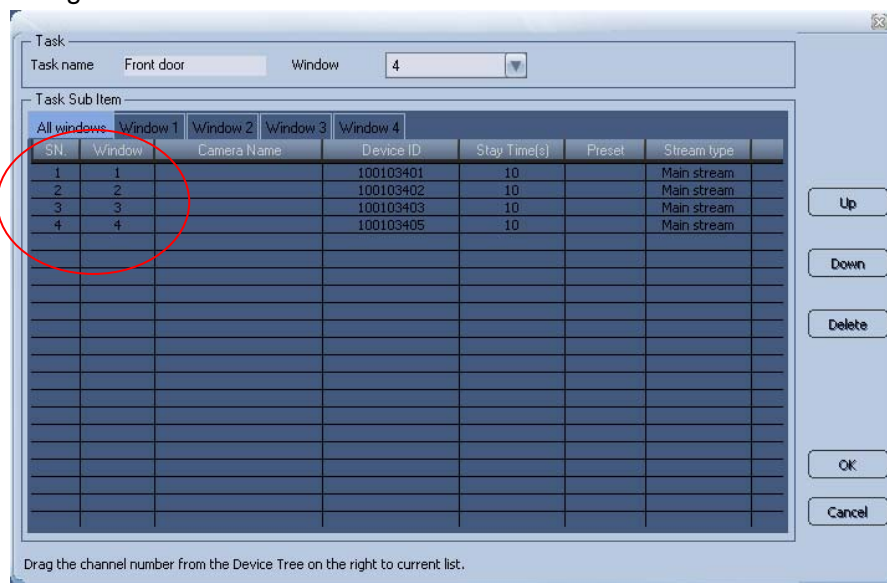 Task
Task name Front door Window 4
Task Sub Item
All windows Window 1 Window 2 Window 3 Window 4
SN. Window Camera Name Device ID Stay Time(s) Preset Stream type
1 1 100103401 10 Main stream
2 2 100103402 10 Main stream
3 3 100103403 10 Main stream
4 4 100103405 10 Main stream
Up
Down
Delete
OK
Cancel
Drag the channel number from the Device Tree on the right to current list.